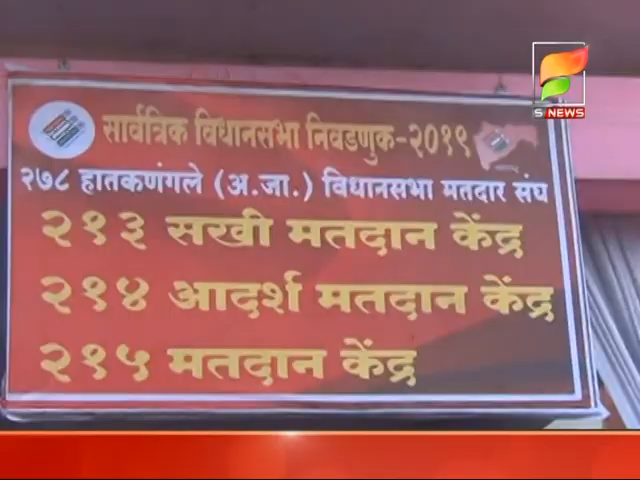 S NEWS
सार्वत्रिक विधानसभा निवडणुक-२०१९
२७८ हातकणंगले (अ.जा.) विधानसभा मतदार संघ
२१३ सखी मतदान केंद्र
२१४ आदर्श मतदान केंद्र
२१५ मतदान केंद्र